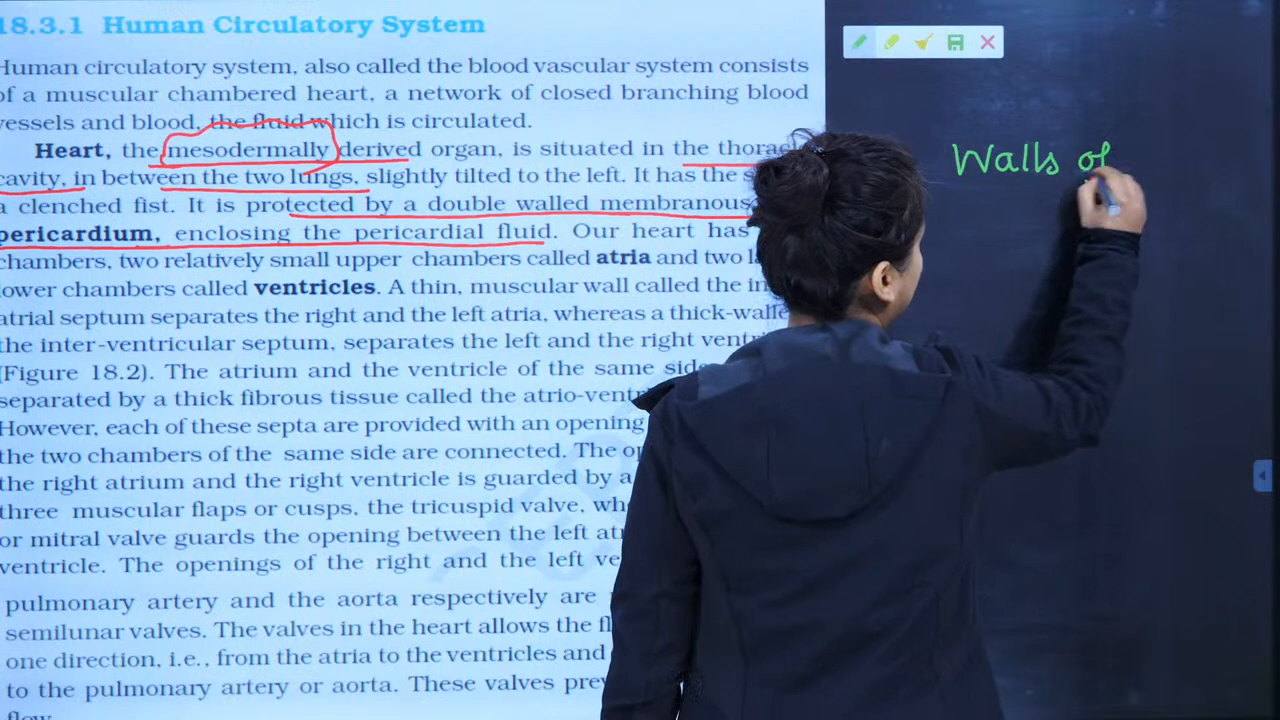 18.3.1 Human Circulatory System
Human circulatory system, also called the blood vascular system consists
of a muscular chambered heart, a network of closed branching blood
vessels and blood, the fluid which is circulated.
Heart, the mesodermally derived organ, is situated in the thorac
cavity, in between the two lungs, slightly tilted to the left. It has the s
a clenched fist. It is protected by a double walled membranous
pericardium, enclosing the pericardial fluid. Our heart has
chambers, two relatively small upper chambers called atria and two l
lower chambers called ventricles. A thin, muscular wall called the in
atrial septum separates the right and the left atria, whereas a thick-walle
the inter-ventricular septum, separates the left and the right ventr
(Figure 18.2). The atrium and the ventricle of the same side
separated by a thick fibrous tissue called the atrio-ventr
However, each of these septa are provided with an opening
the two chambers of the same side are connected. The op
the right atrium and the right ventricle is guarded by a
three muscular flaps or cusps, the tricuspid valve, wh
or mitral valve guards the opening between the left at
ventricle. The openings of the right and the left ve
pulmonary artery and the aorta respectively are
semilunar valves. The valves in the heart allows the fl
one direction, i.e., from the atria to the ventricles and
to the pulmonary artery or aorta. These valves prev
flow.
Walls of